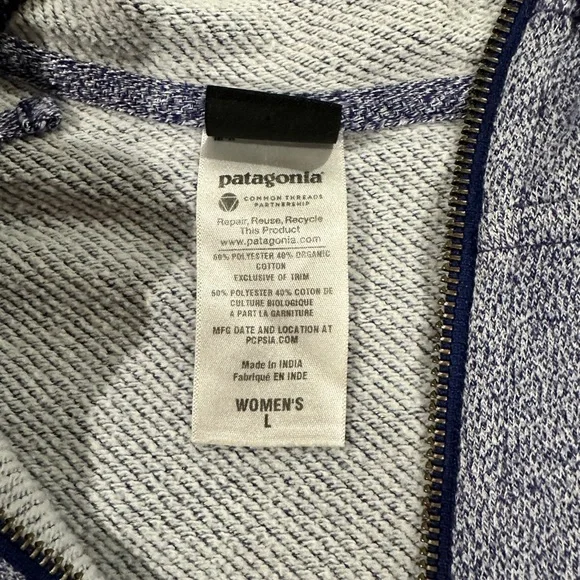 patagonia
COMMON THREADS
PARTNERSHIP
Repair, Reuse, Recycle
This Product
www.patagonia.com
60% POLYESTER 40% ORGANIC
COTTON
EXCLUSIVE OF TRIM
60% POLYESTER 40% COTON DE
CULTURE BIOLOGIQUE
A PART LA GARNITURE
MFG DATE AND LOCATION AT
PCPSIA.COM
Made in INDIA
Fabriqué EN INDE
WOMEN'S
L